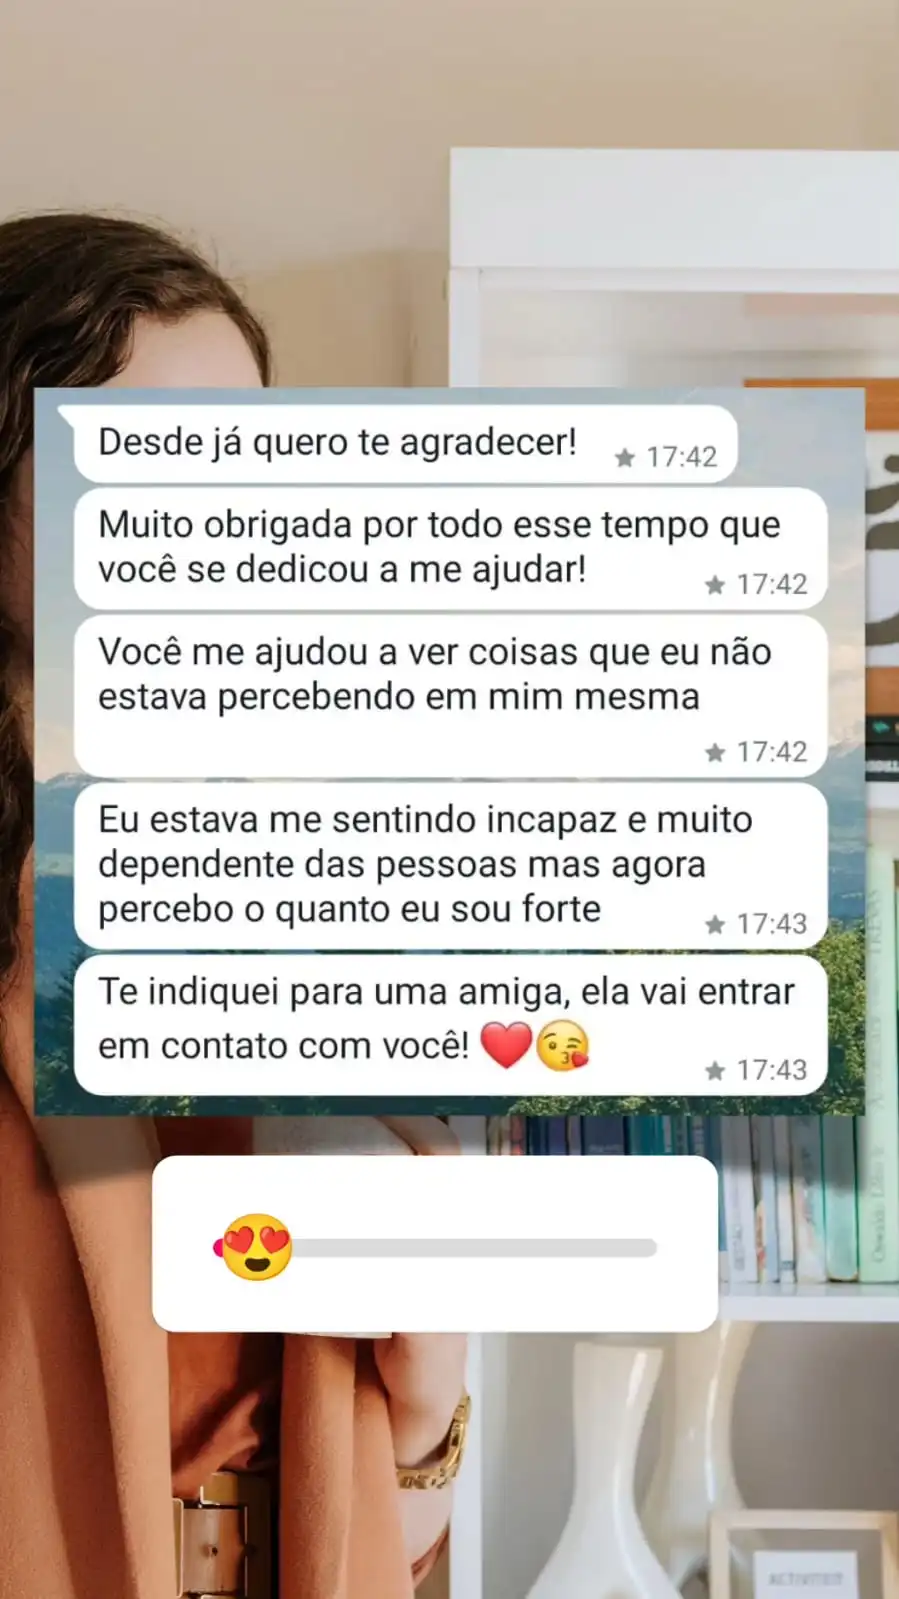 Desde já quero te agradecer!
★ 17:42
Muito obrigada por todo esse tempo que
você se dedicou a me ajudar!
★ 17:42
Você me ajudou a ver coisas que eu não
estava percebendo em mim mesma
★ 17:42
Eu estava me sentindo incapaz e muito
dependente das pessoas mas agora
percebo o quanto eu sou forte
★ 17:43
Te indiquei para uma amiga, ela vai entrar
em contato com você! ❤️😘
★ 17:43